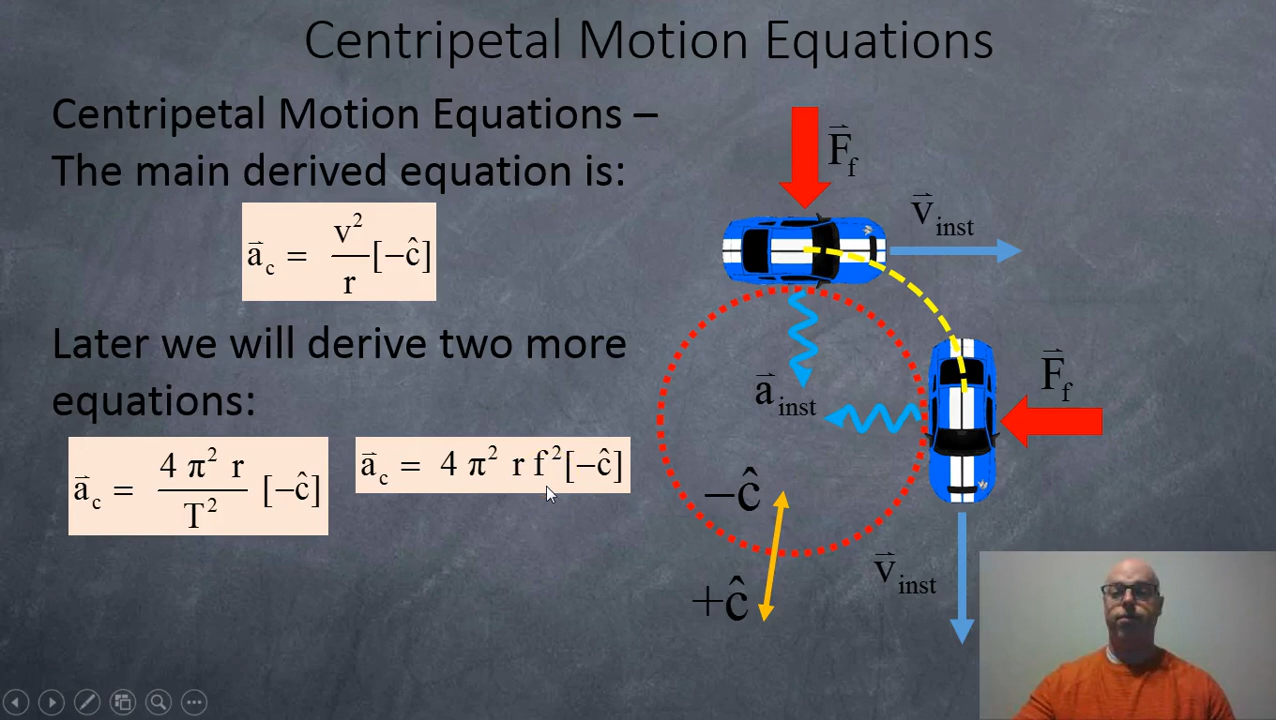 Centripetal Motion Equations
Centripetal Motion Equations –
The main derived equation is:
a⃗c = v²/r [−ĉ]
Later we will derive two more
equations:
a⃗c = 4 π² r / T² [−ĉ]
a⃗c = 4 π² r f² [−ĉ]
F⃗f
v⃗inst
a⃗inst
F⃗f
−ĉ
+ĉ
v⃗inst